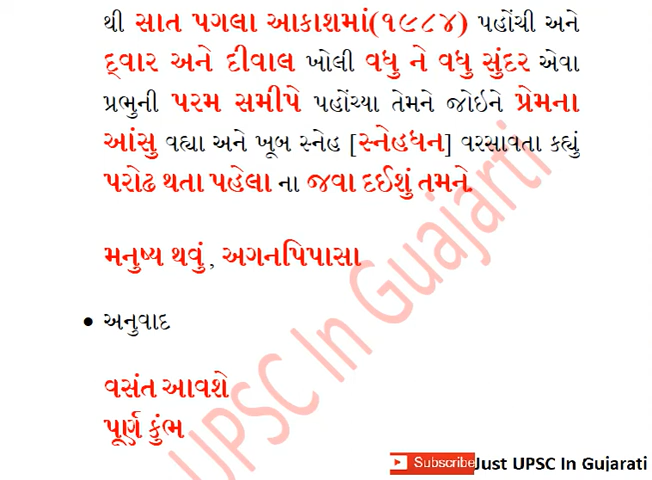 થી સાત પગલા આકાશમાં(૧૯૮૪) પહોંચી અને
દ્વાર અને દીવાલ ખોલી વધુ ને વધુ સુંદર એવા
પ્રભુની પરમ સમીપે પહોંચ્યા તેમને જોઇને પ્રેમના
આંસુ વહ્યા અને ખૂબ સ્નેહ [સ્નેહધન] વરસાવતા કહ્યું
પરોઢ થતા પહેલા ના જવા દઈશું તમને.
મનુષ્ય થવું , અગનપિપાસા
• અનુવાદ
વસંત આવશે
પૂર્ણ કુંભ
UPSC In Guajarti
Subscribe Just UPSC In Gujarati